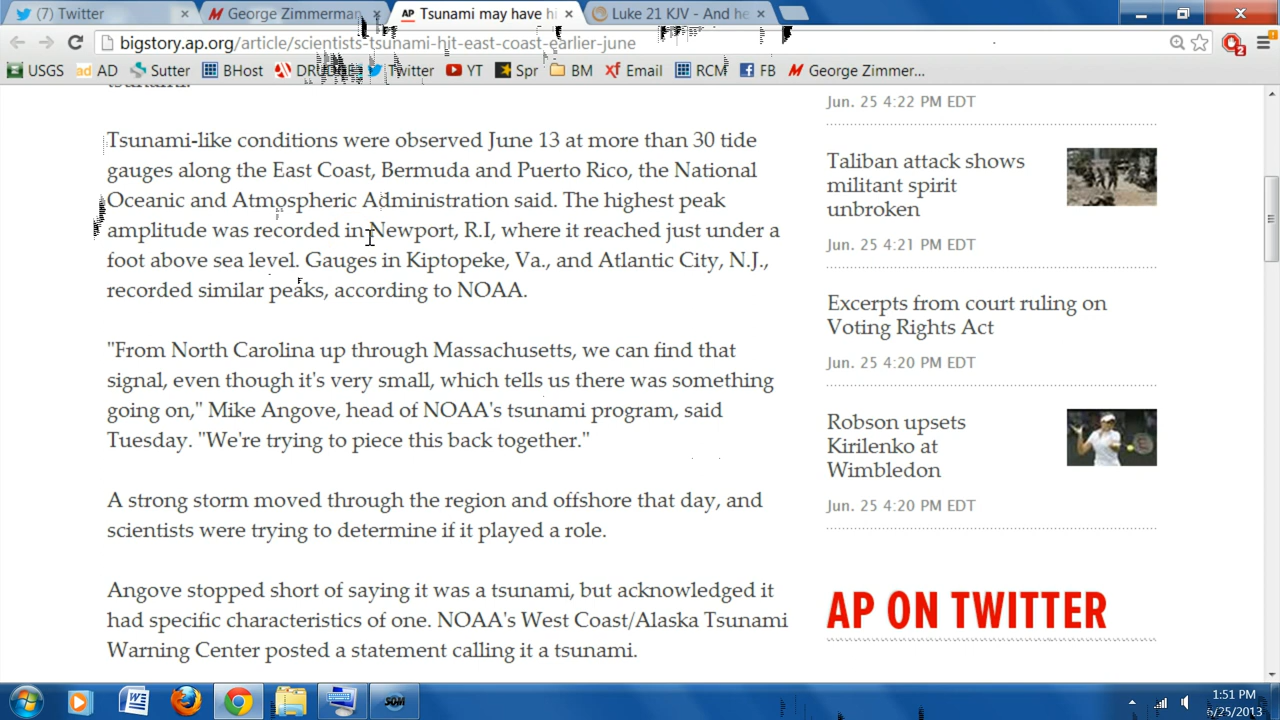 (7) Twitter
George Zimmerman
Tsunami may have hi
Luke 21 KJV - And he
bigstory.ap.org/article/scientists-tsunami-hit-east-coast-earlier-june
2
USGS
AD
Sutter
BHost
Twitter
YT
Spr
BM
Email
RCM
FB
George Zimmer...
tsunami.
Tsunami-like conditions were observed June 13 at more than 30 tide
gauges along the East Coast, Bermuda and Puerto Rico, the National
Oceanic and Atmospheric Administration said. The highest peak
amplitude was recorded in Newport, R.I, where it reached just under a
foot above sea level. Gauges in Kiptopeke, Va., and Atlantic City, N.J.,
recorded similar peaks, according to NOAA.
"From North Carolina up through Massachusetts, we can find that
signal, even though it's very small, which tells us there was something
going on," Mike Angove, head of NOAA's tsunami program, said
Tuesday. "We're trying to piece this back together."
A strong storm moved through the region and offshore that day, and
scientists were trying to determine if it played a role.
Angove stopped short of saying it was a tsunami, but acknowledged it
had specific characteristics of one. NOAA's West Coast/Alaska Tsunami
Warning Center posted a statement calling it a tsunami.
Jun. 25 4:22 PM EDT
Taliban attack shows
militant spirit
unbroken
Jun. 25 4:21 PM EDT
Excerpts from court ruling on
Voting Rights Act
Jun. 25 4:20 PM EDT
Robson upsets
Kirilenko at
Wimbledon
Jun. 25 4:20 PM EDT
AP ON TWITTER
1:51 PM
6/25/2013